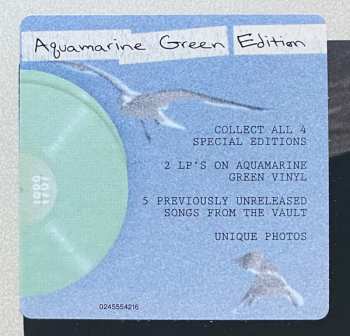 Aquamarine Green Edition
COLLECT ALL 4
SPECIAL EDITIONS
2 LP'S ON AQUAMARINE
GREEN VINYL
5 PREVIOUSLY UNRELEASED
SONGS FROM THE VAULT
UNIQUE PHOTOS
0245554216